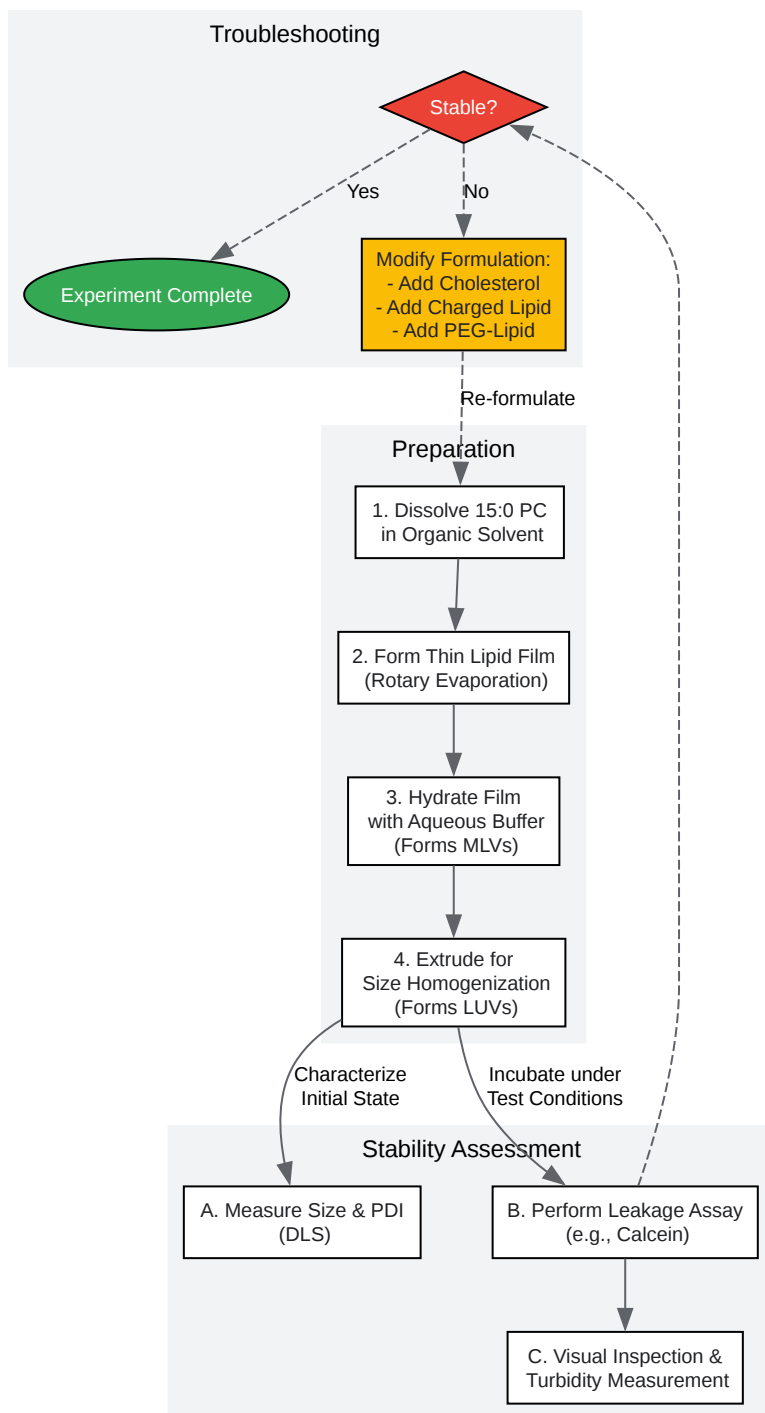 Troubleshooting
Stable?
Yes
No
Experiment Complete
Modify Formulation:
- Add Cholesterol
- Add Charged Lipid
- Add PEG-Lipid
Re-formulate
Preparation
1. Dissolve 15:0 PC
in Organic Solvent
2. Form Thin Lipid Film
(Rotary Evaporation)
3. Hydrate Film
with Aqueous Buffer
(Forms MLVs)
4. Extrude for
Size Homogenization
(Forms LUVs)
Characterize
Initial State
Incubate under
Test Conditions
Stability Assessment
A. Measure Size & PDI
(DLS)
B. Perform Leakage Assay
(e.g., Calcein)
C. Visual Inspection &
Turbidity Measurement